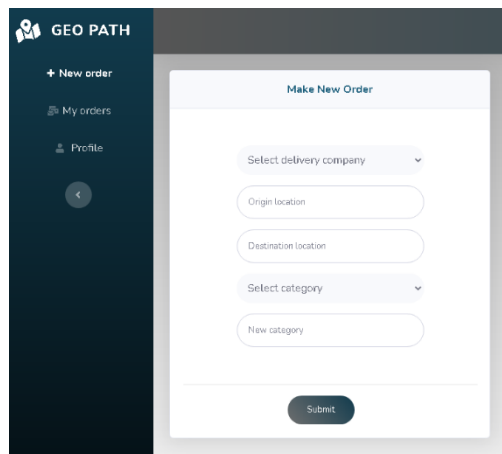 GEO PATH
+ New order
My orders
Profile
Make New Order
Select delivery company
Origin location
Destination location
Select category
New category
Submit